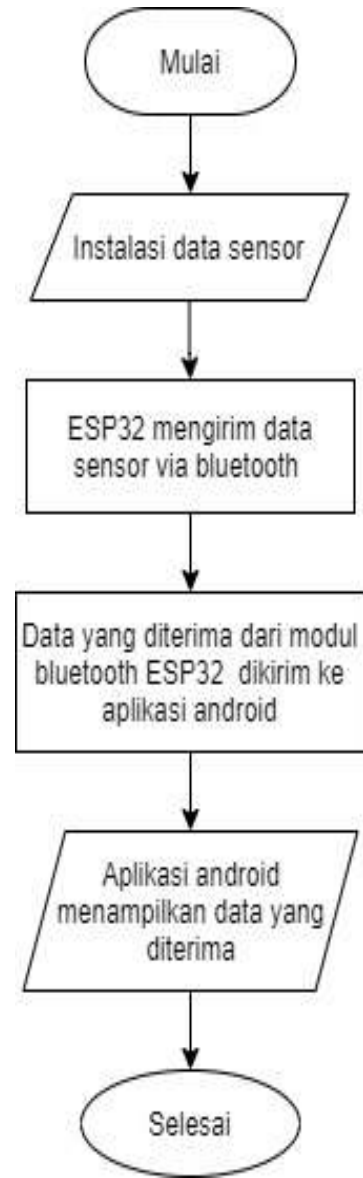 Mulai
Instalasi data sensor
ESP32 mengirim data
sensor via bluetooth
Data yang diterima dari modul
bluetooth ESP32 dikirim ke
aplikasi android
Aplikasi android
menampilkan data yang
diterima
Selesai